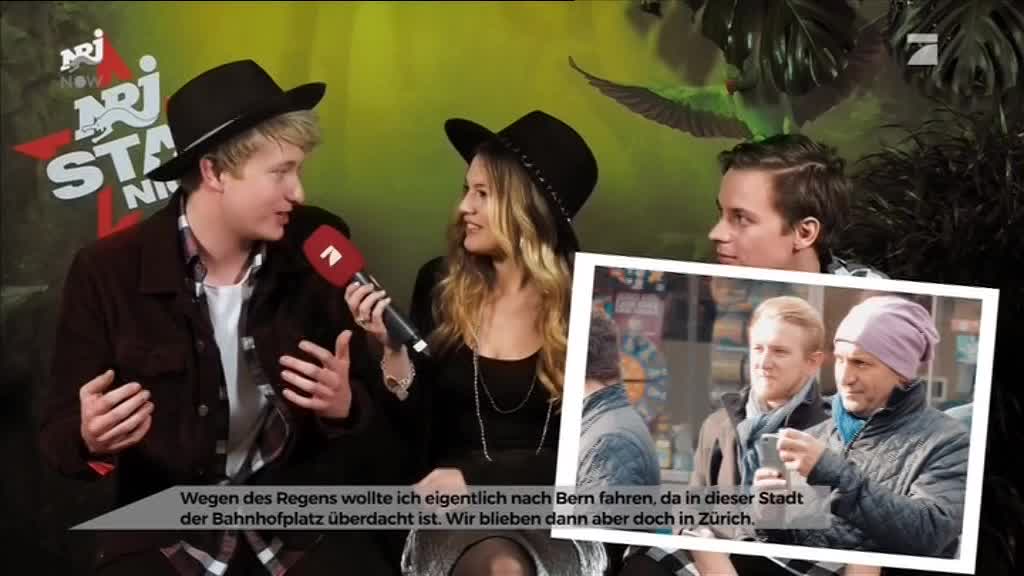 NRJ
NOW
NRJ
STA
NIG
Wegen des Regens wollte ich eigentlich nach Bern fahren, da in dieser Stadt
der Bahnhofplatz überdacht ist. Wir blieben dann aber doch in Zürich.